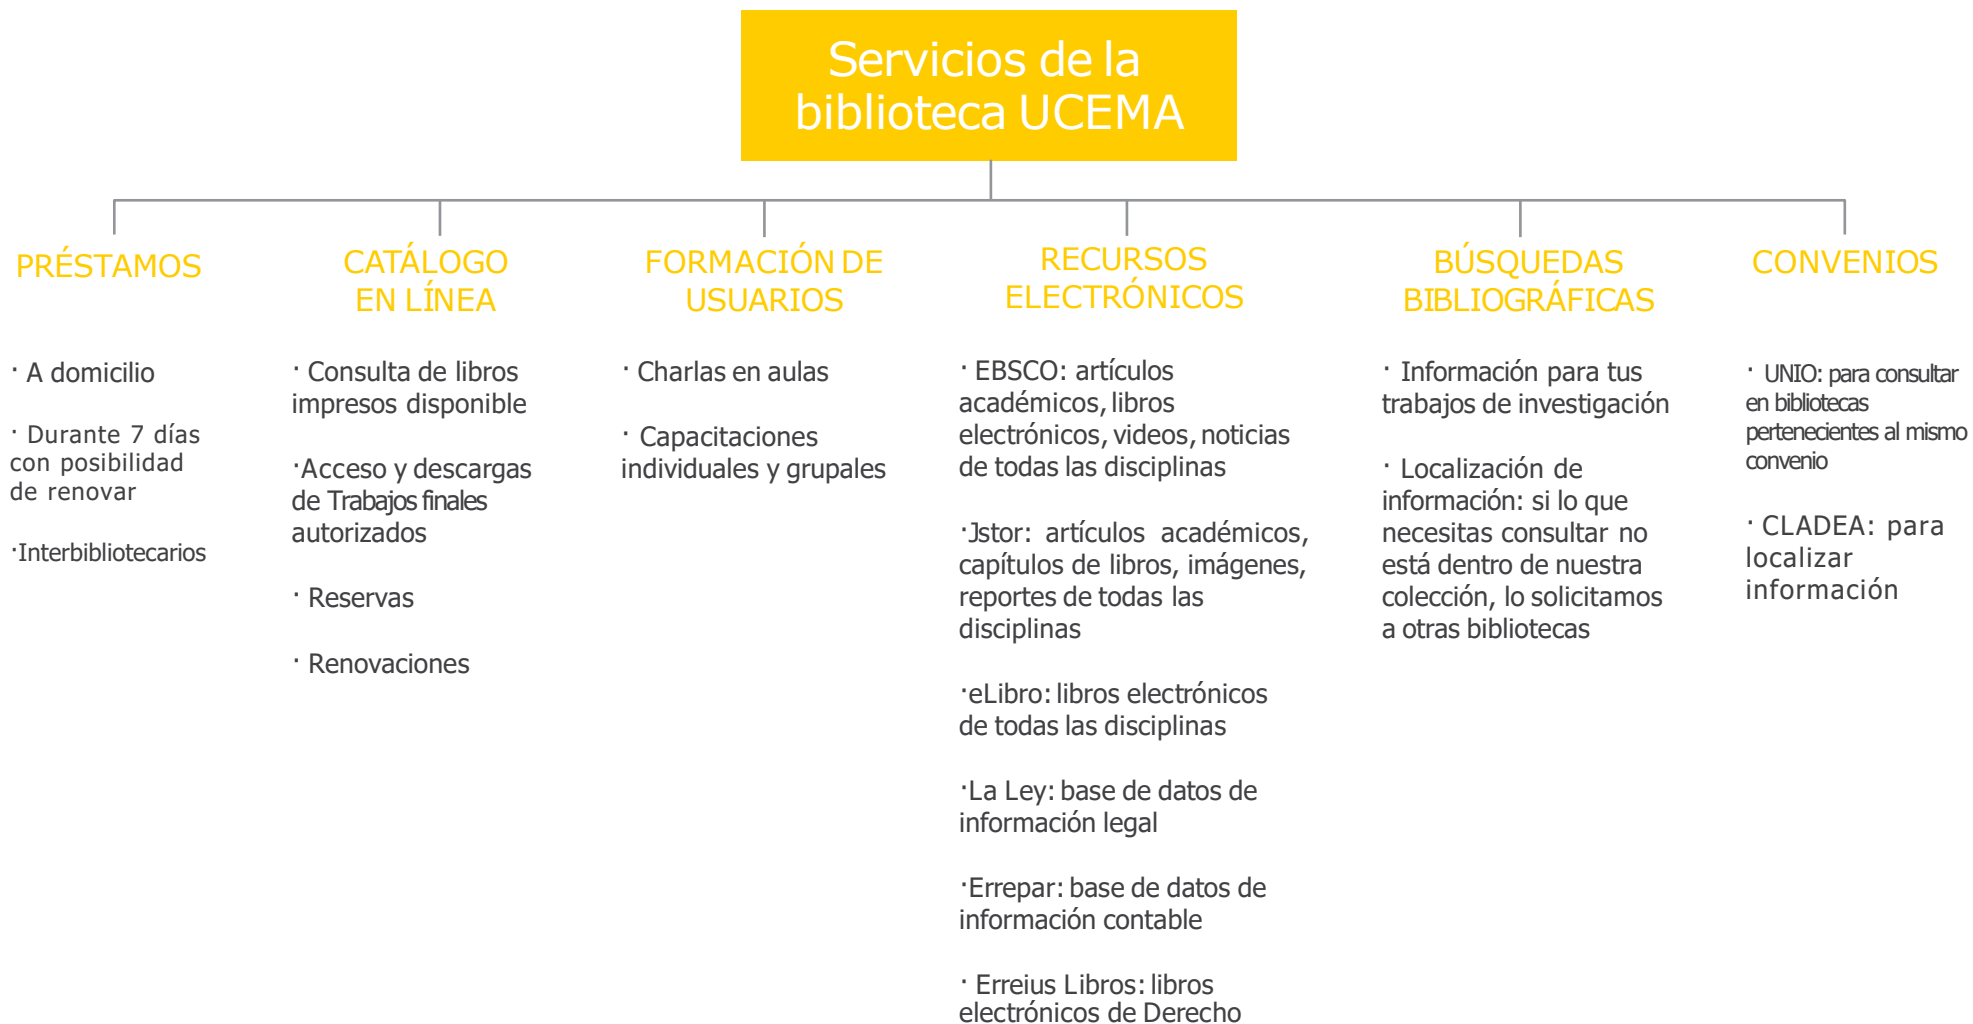 Servicios de la
biblioteca UCEMA
PRÉSTAMOS
· A domicilio
· Durante 7 días
con posibilidad
de renovar
·Interbibliotecarios
CATÁLOGO
EN LÍNEA
· Consulta de libros
impresos disponible
·Acceso y descargas
de Trabajos finales
autorizados
· Reservas
· Renovaciones
FORMACIÓN DE
USUARIOS
· Charlas en aulas
· Capacitaciones
individuales y grupales
RECURSOS
ELECTRÓNICOS
· EBSCO: artículos
académicos, libros
electrónicos, videos, noticias
de todas las disciplinas
·Jstor: artículos académicos,
capítulos de libros, imágenes,
reportes de todas las
disciplinas
·eLibro: libros electrónicos
de todas las disciplinas
·La Ley: base de datos de
información legal
·Errepar: base de datos de
información contable
· Erreius Libros: libros
electrónicos de Derecho
BÚSQUEDAS
BIBLIOGRÁFICAS
· Información para tus
trabajos de investigación
· Localización de
información: si lo que
necesitas consultar no
está dentro de nuestra
colección, lo solicitamos
a otras bibliotecas
CONVENIOS
· UNIO: para consultar
en bibliotecas
pertenecientes al mismo
convenio
· CLADEA: para
localizar
información